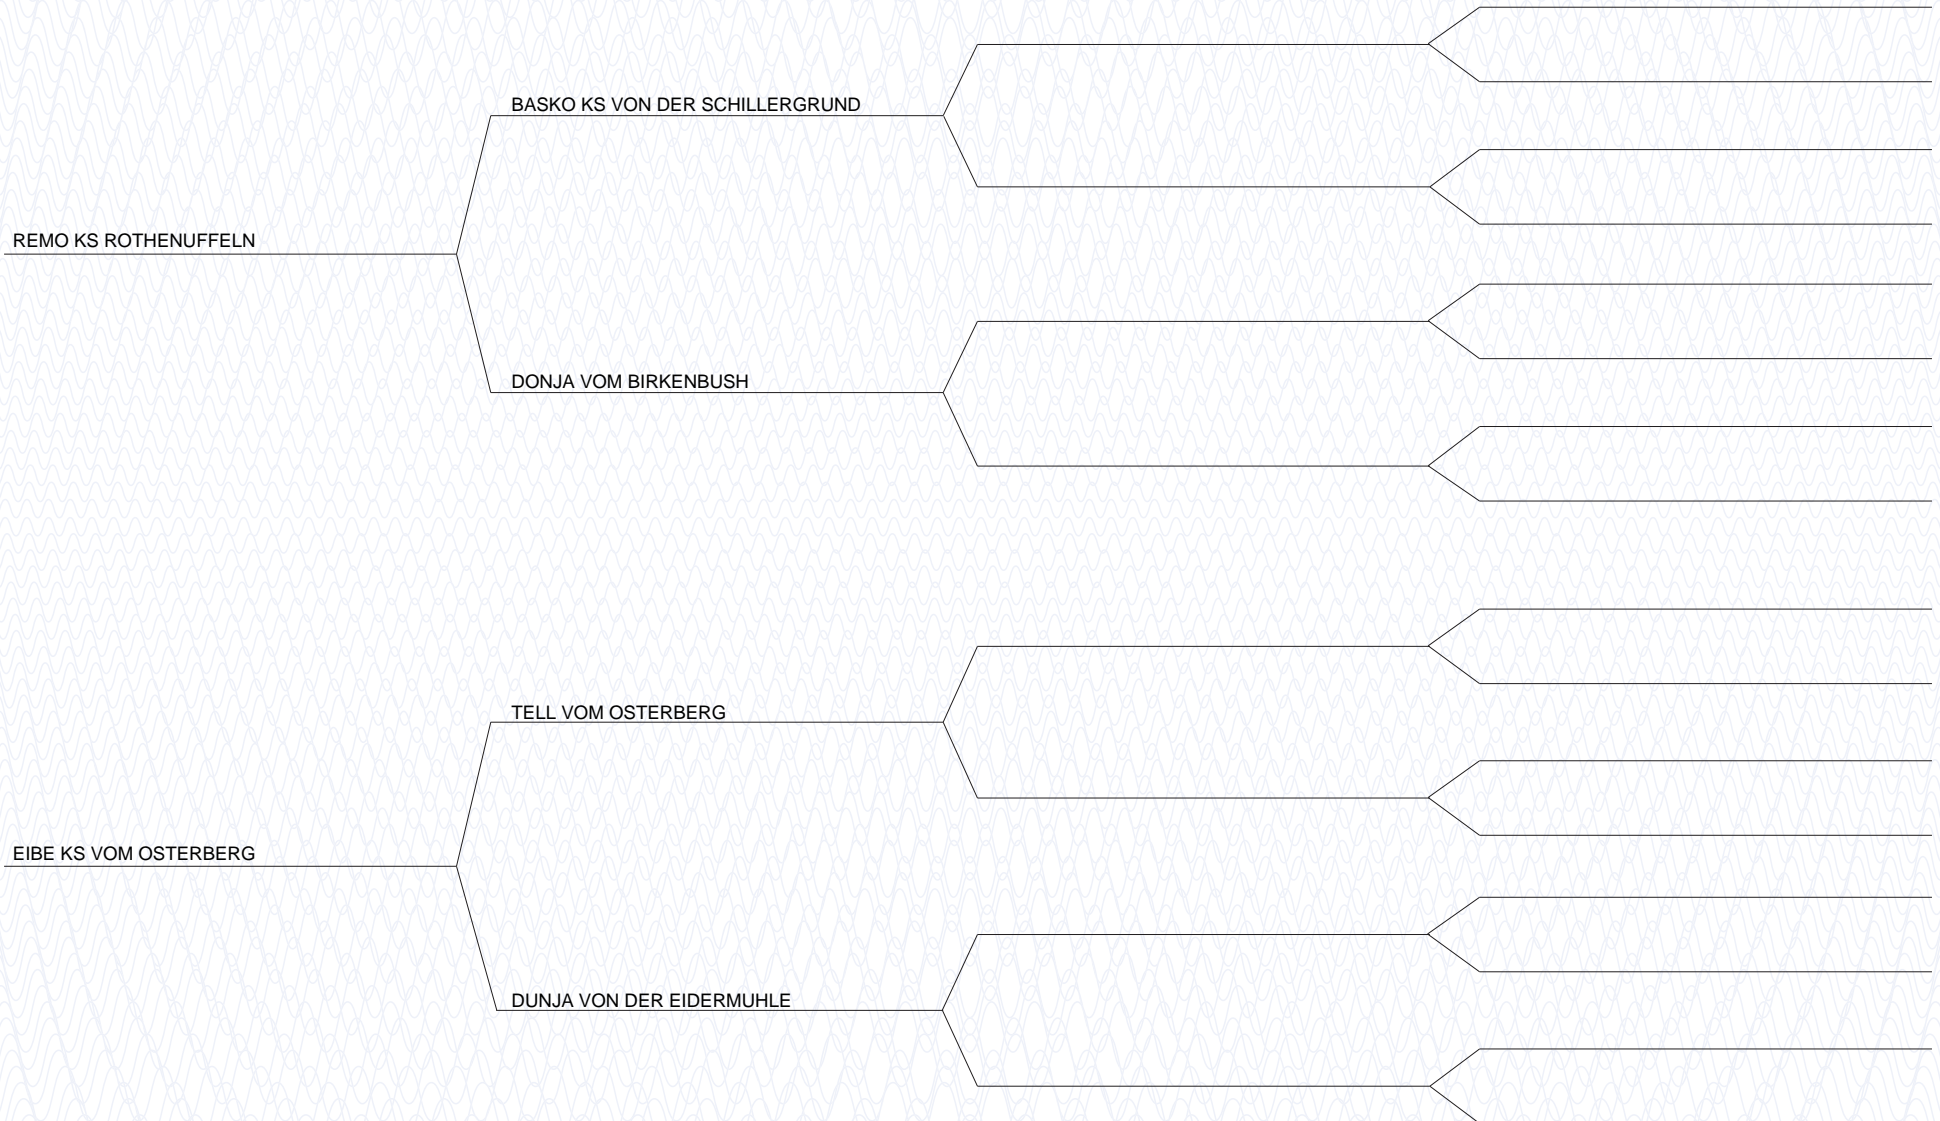 BASKO KS VON DER SCHILLERGRUND
REMO KS ROTHENUFFELN
DONJA VOM BIRKENBUSH
TELL VOM OSTERBERG
EIBE KS VOM OSTERBERG
DUNJA VON DER EIDERMUHLE